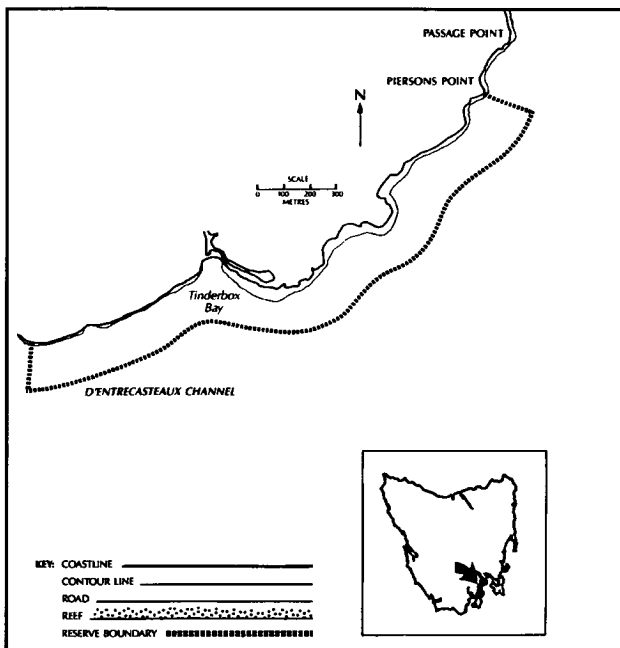 PASSAGE POINT
PIERSONS POINT
N
SCALE
0 100 200 300
METRES
Tinderbox
Bay
D'ENTRECASTEAUX CHANNEL
KEY: COASTLINE
CONTOUR LINE
ROAD
REEF
RESERVE BOUNDARY